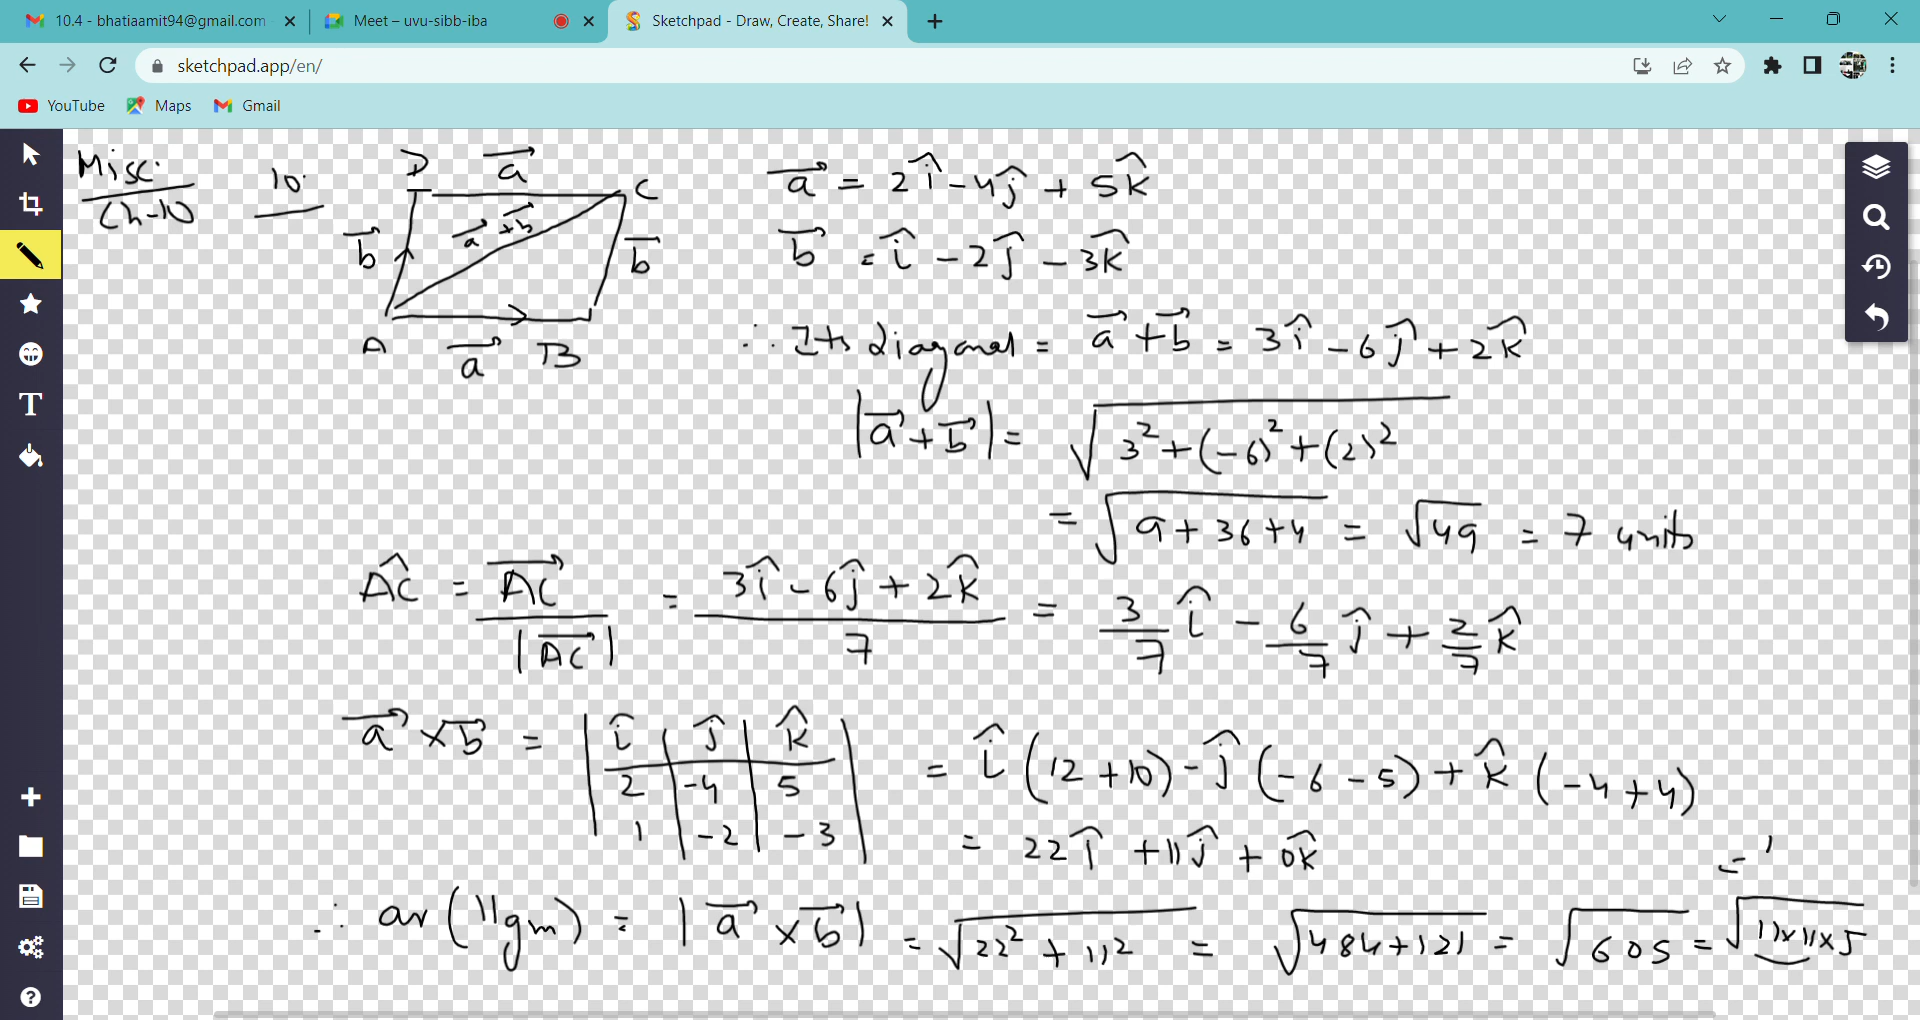 10.4 - bhatiaamit94@gmail.com
Meet – uvu-sibb-iba
Sketchpad - Draw, Create, Share!
sketchpad.app/en/
YouTube
Maps
Gmail
Misc.
Ch-10
10.
D a⃗ C
b⃗ a⃗+b⃗ b⃗
A a⃗ B
a⃗ = 2î - 4ĵ + 5k̂
b⃗ = î - 2ĵ - 3k̂
∴ Its diagonal = a⃗ + b⃗ = 3î - 6ĵ + 2k̂
|a⃗ + b⃗| = √(3² + (-6)² + (2)²)
= √(9 + 36 + 4) = √49 = 7 units
AĈ = AC⃗ / |AC⃗| = (3î - 6ĵ + 2k̂) / 7 = 3/7 î - 6/7 ĵ + 2/7 k̂
a⃗ × b⃗ = | î ĵ k̂ | = î (12 + 10) - ĵ (-6 - 5) + k̂ (-4 + 4)
2 -4 5
1 -2 -3
= 22î + 11ĵ + 0k̂
∴ ar (||gm) = |a⃗ × b⃗| = √(22² + 11²) = √(484 + 121) = √605 = √(11×11×5)
= 1
T
?